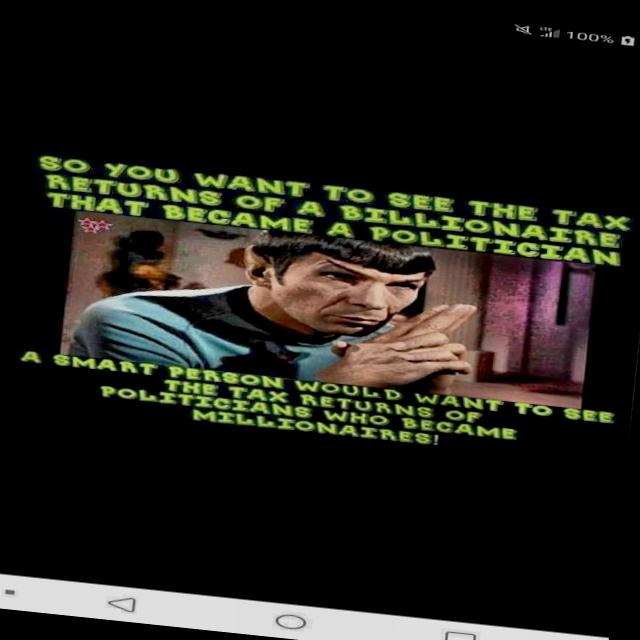 100%
SO YOU WANT TO SEE THE TAX
RETURNS OF A BILLIONAIRE
THAT BECAME A POLITICIAN
A SMART PERSON WOULD WANT TO SEE
THE TAX RETURNS OF
POLITICIANS WHO BECAME
MILLIONAIRES!